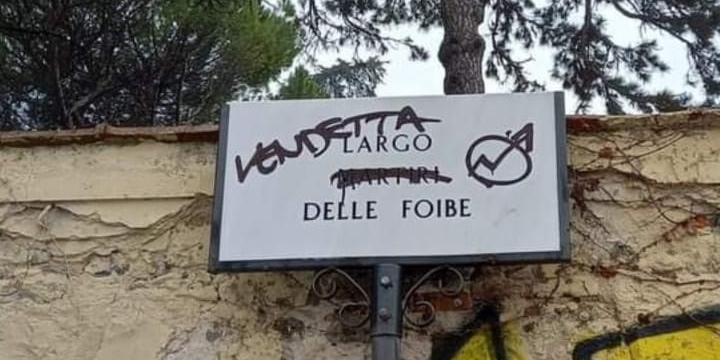 VENDETTA
LARGO
MARTIRI
DELLE FOIBE